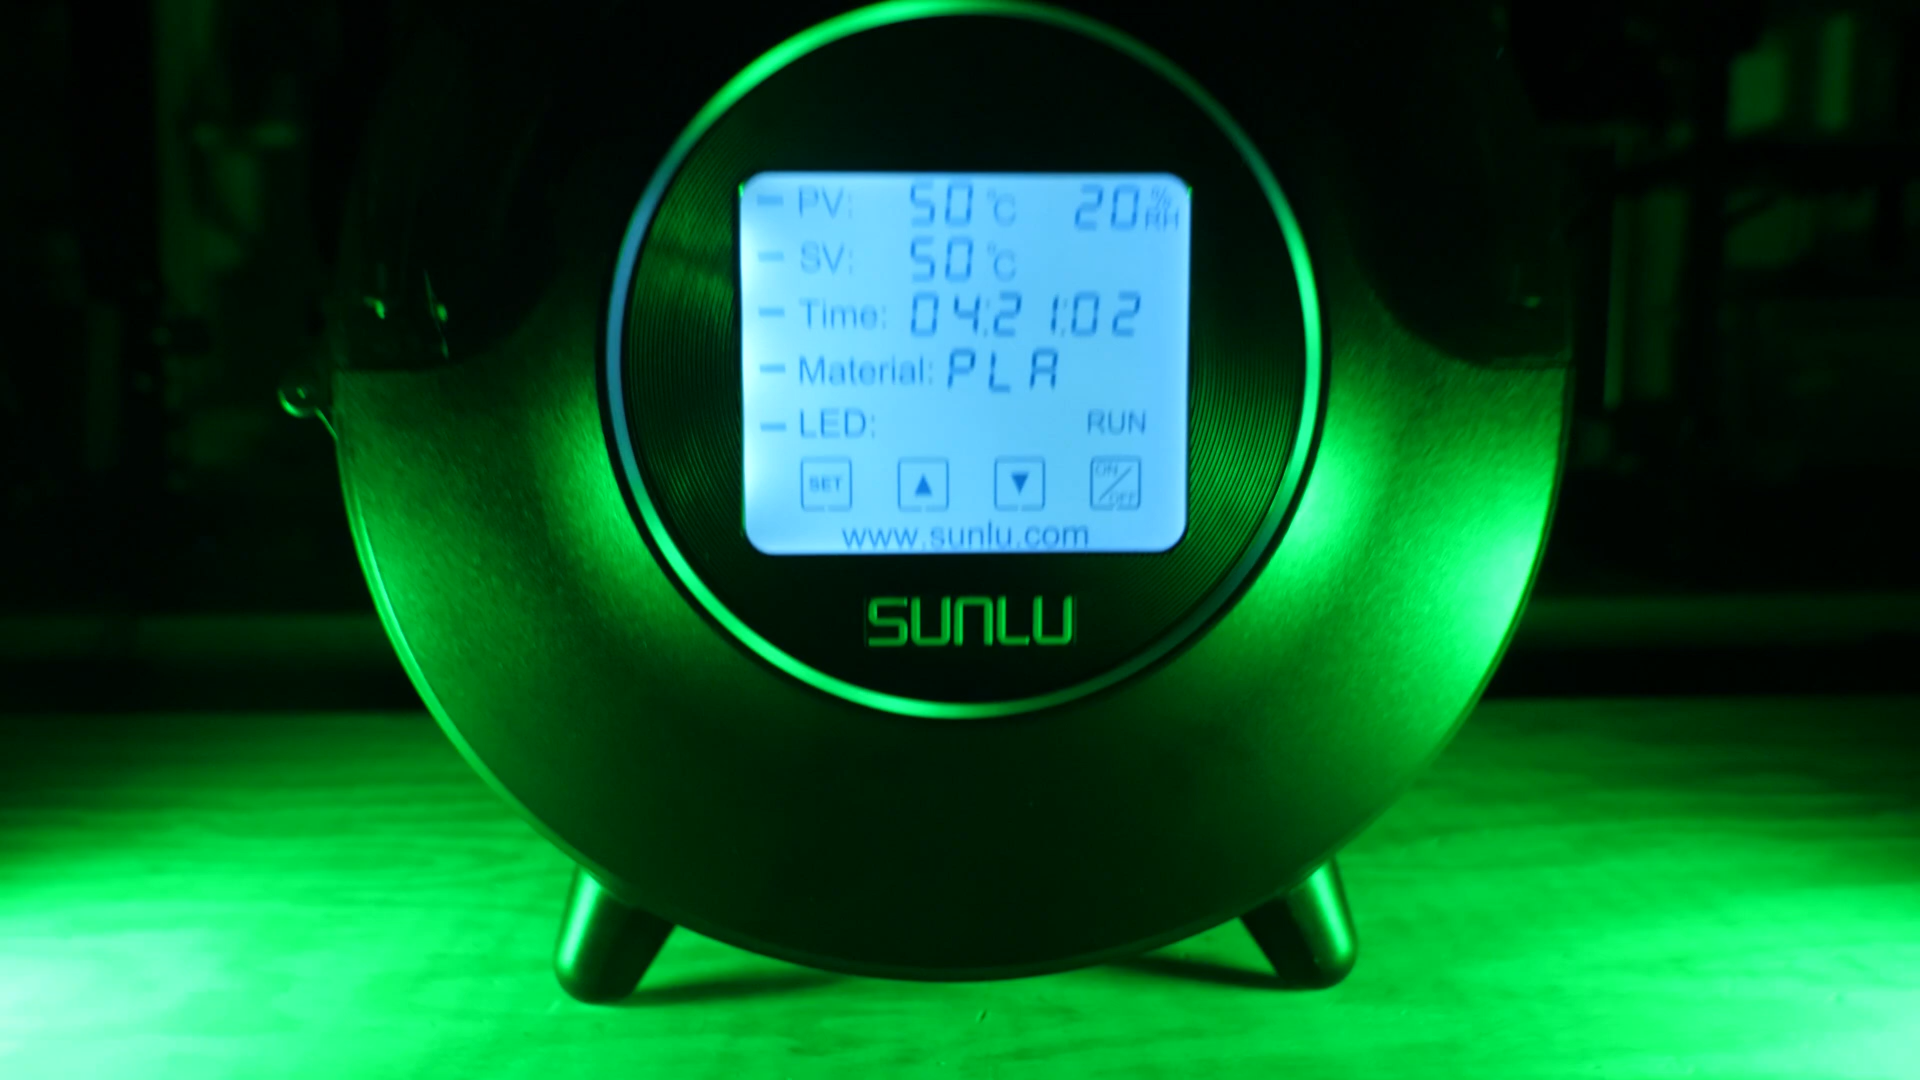 PV: 50 °C 20 %RH
SV: 50 °C
Time: 04:21:02
Material: PLA
LED: RUN
SET ▲ ▼ ON/OFF
www.sunlu.com
SUNLU